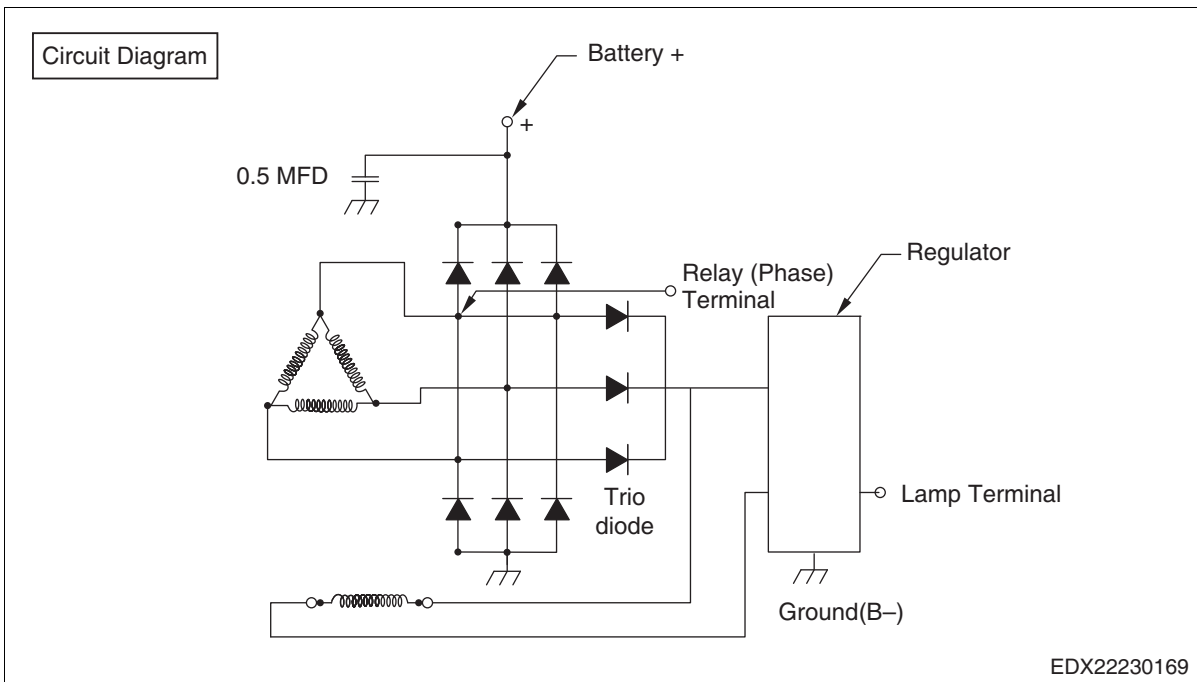 Circuit Diagram
Battery +
+
0.5 MFD
Regulator
Relay (Phase)
Terminal
Trio
diode
Lamp Terminal
Ground(B–)
EDX22230169